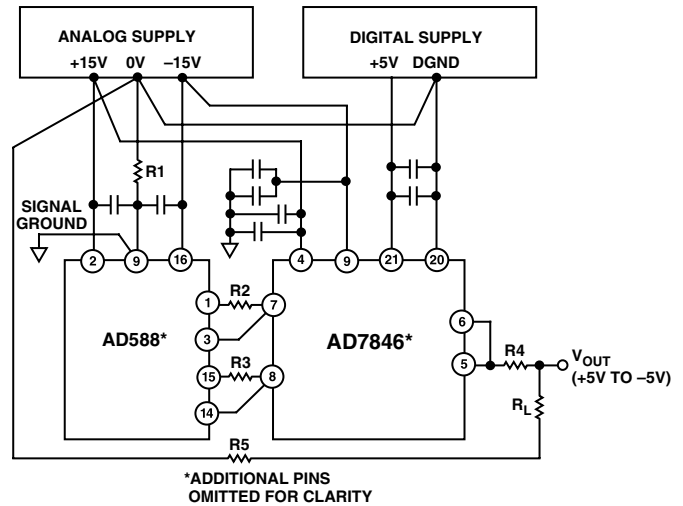 ANALOG SUPPLY
+15V 0V –15V
DIGITAL SUPPLY
+5V DGND
R1
SIGNAL
GROUND
2 9 16
4 9 21 20
1 R2 7
3
AD588*
AD7846*
15 R3 8
14
6
5 R4
VOUT
(+5V TO –5V)
RL
R5
*ADDITIONAL PINS
OMITTED FOR CLARITY